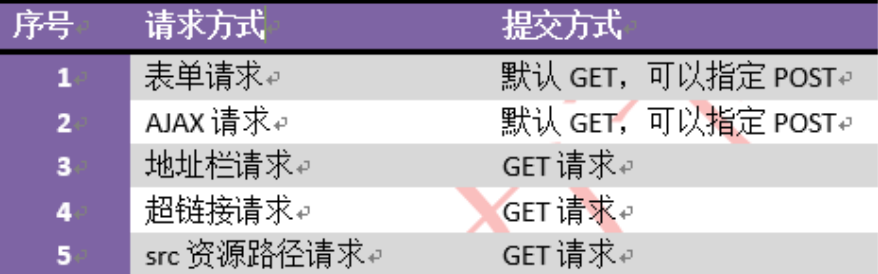 序号 请求方式 提交方式
1 表单请求 默认 GET，可以指定 POST
2 AJAX 请求 默认 GET，可以指定 POST
3 地址栏请求 GET 请求
4 超链接请求 GET 请求
5 src 资源路径请求 GET 请求